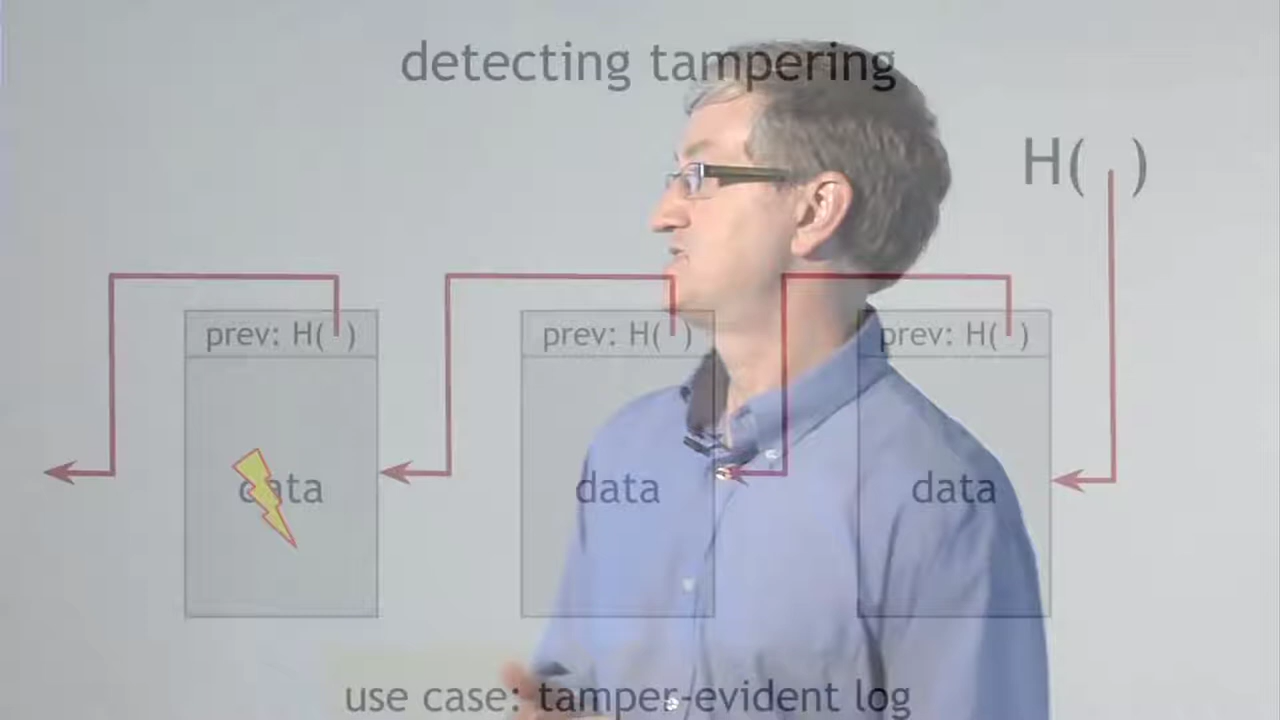 detecting tampering
H( )
prev: H( ) prev: H( ) prev: H( )
data data data
use case: tamper-evident log